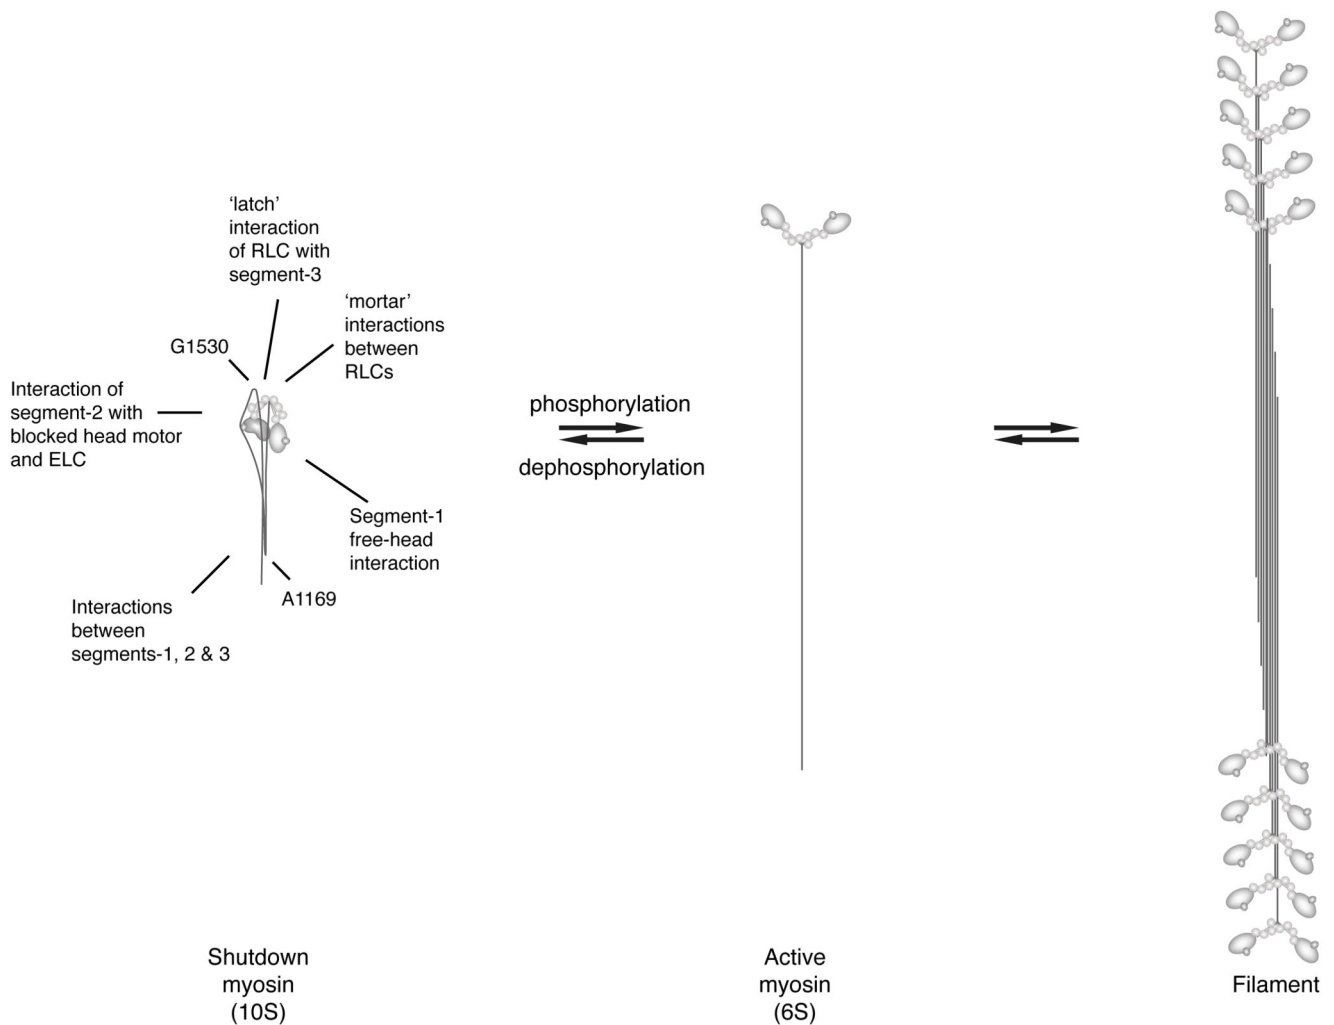 ‘latch’
interaction
of RLC with
segment-3
‘mortar’
interactions
between
RLCs
G1530
Interaction of
segment-2 with
blocked head motor
and ELC
Segment-1
free-head
interaction
A1169
Interactions
between
segments-1, 2 & 3
phosphorylation
dephosphorylation
Shutdown
myosin
(10S)
Active
myosin
(6S)
Filament